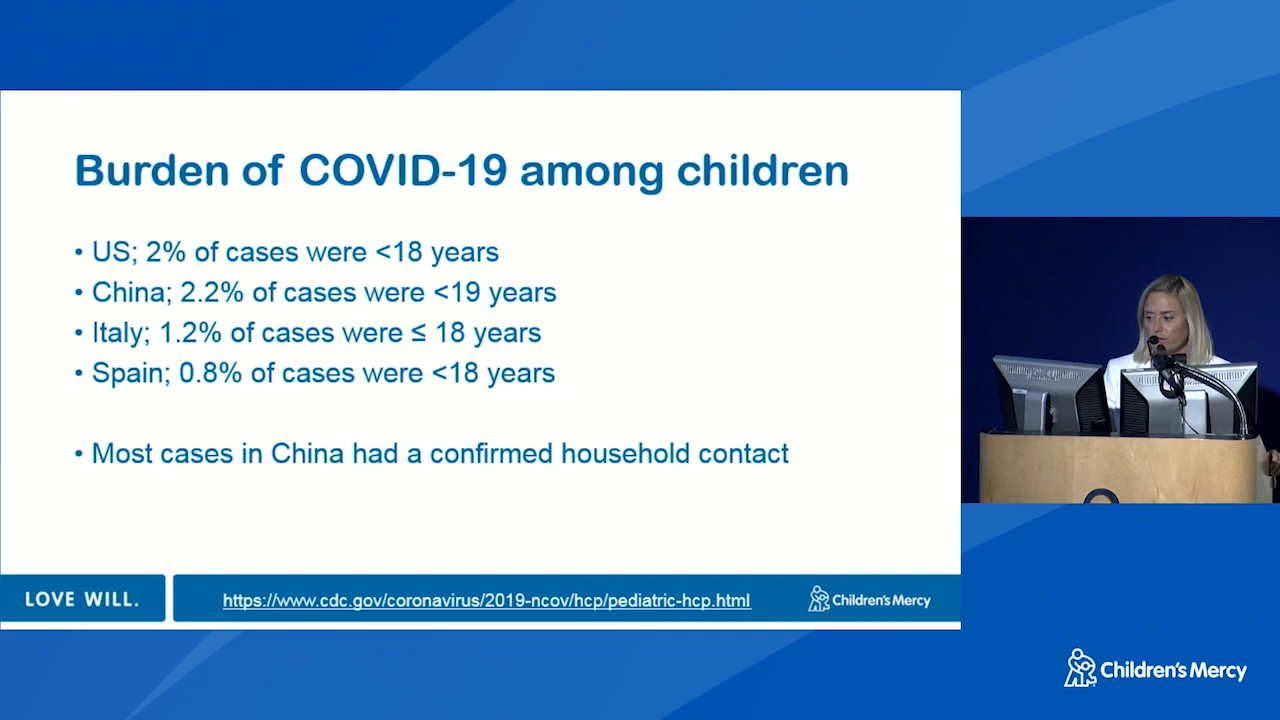 Burden of COVID-19 among children
• US; 2% of cases were <18 years
• China; 2.2% of cases were <19 years
• Italy; 1.2% of cases were ≤ 18 years
• Spain; 0.8% of cases were <18 years
• Most cases in China had a confirmed household contact
LOVE WILL.
https://www.cdc.gov/coronavirus/2019-ncov/hcp/pediatric-hcp.html
Children's Mercy
Children's Mercy